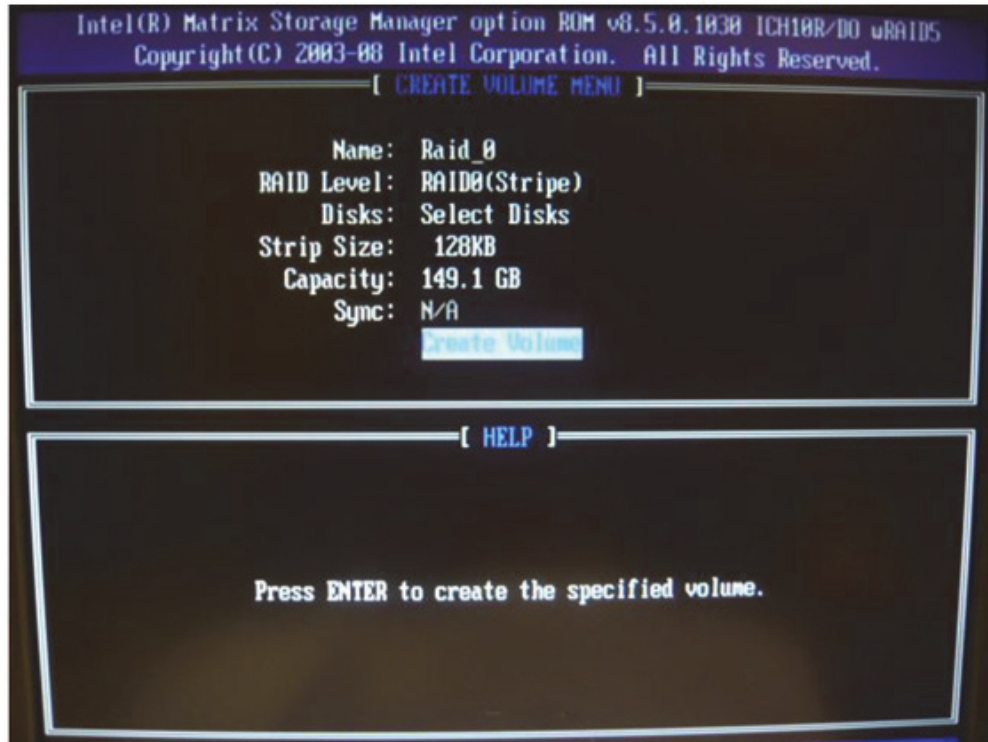 Intel(R) Matrix Storage Manager option ROM v8.5.0.1030 ICH10R/DO wRAID5
Copyright(C) 2003-08 Intel Corporation. All Rights Reserved.
[ CREATE VOLUME MENU ]
Name: Raid_0
RAID Level: RAID0(Stripe)
Disks: Select Disks
Strip Size: 128KB
Capacity: 149.1 GB
Sync: N/A
Create Volume
[ HELP ]
Press ENTER to create the specified volume.